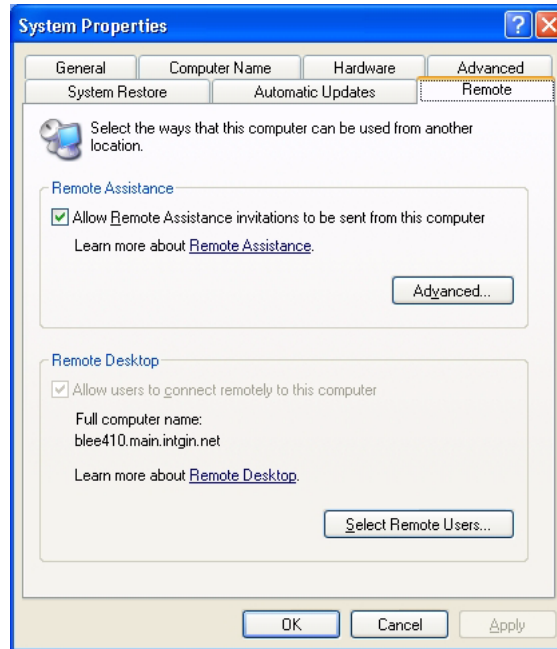 System Properties
General
Computer Name
Hardware
Advanced
System Restore
Automatic Updates
Remote
Select the ways that this computer can be used from another
location.
Remote Assistance
Allow Remote Assistance invitations to be sent from this computer
Learn more about Remote Assistance.
Advanced...
Remote Desktop
Allow users to connect remotely to this computer
Full computer name:
blee410.main.intgin.net
Learn more about Remote Desktop.
Select Remote Users...
OK
Cancel
Apply